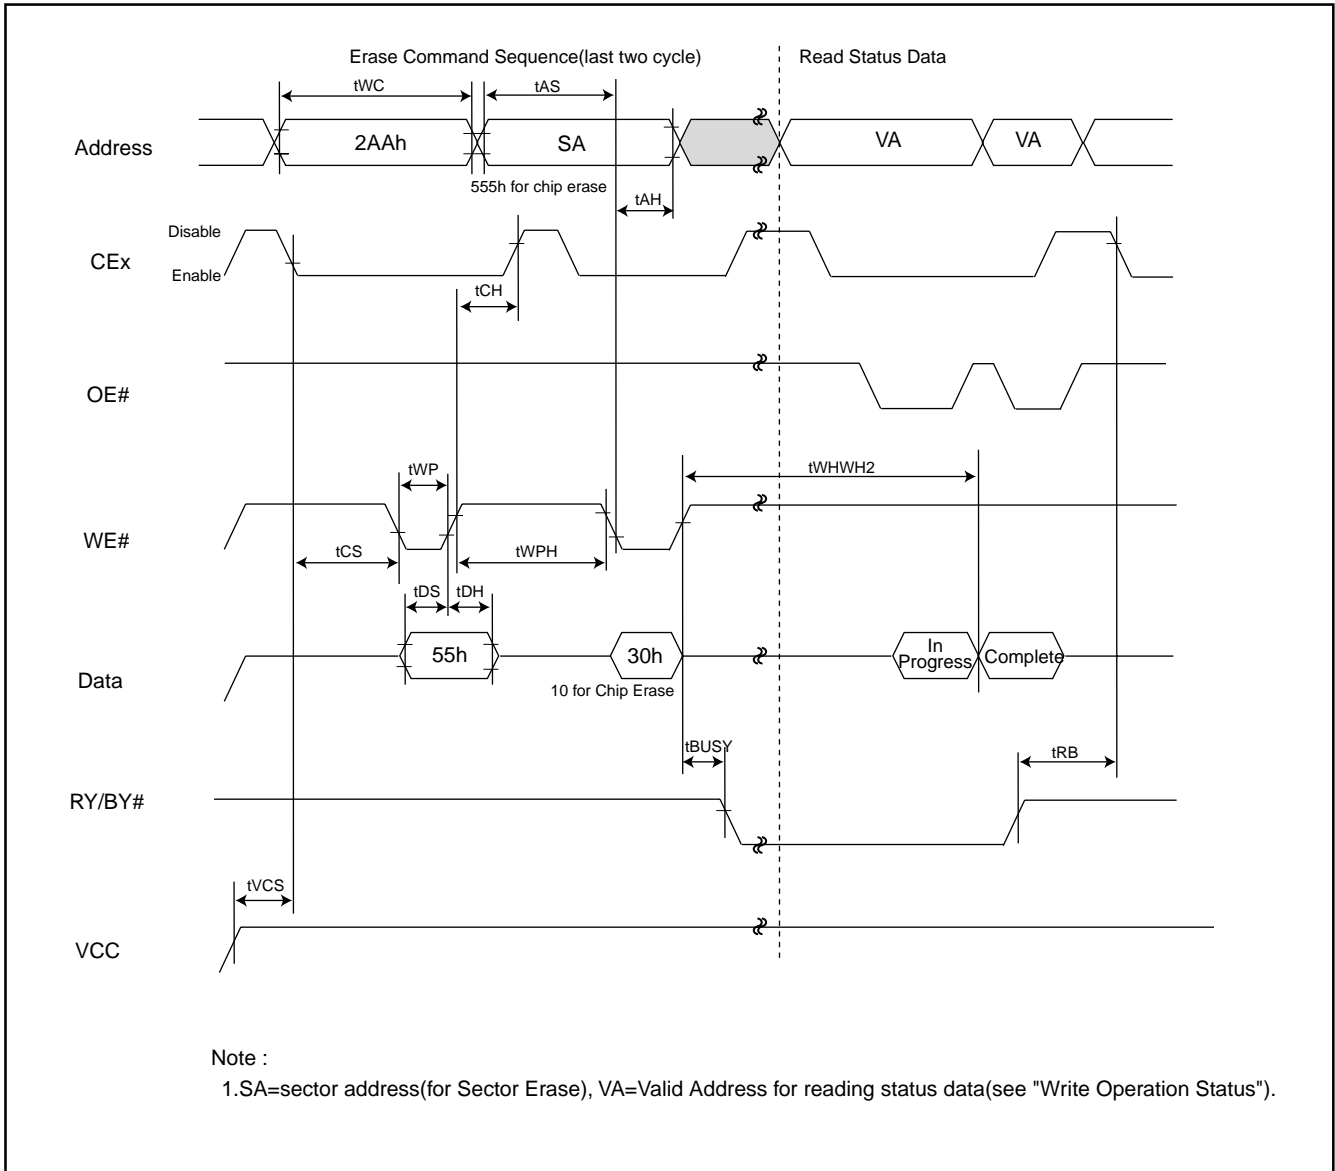 Erase Command Sequence(last two cycle)
Read Status Data
tWC
tAS
Address
2AAh
SA
VA
VA
555h for chip erase
tAH
Disable
CEx
Enable
tCH
OE#
tWP
tWHWH2
WE#
tCS
tWPH
tDS
tDH
Data
55h
30h
In
Progress
Complete
10 for Chip Erase
tBUSY
tRB
RY/BY#
tVCS
VCC
Note :
1.SA=sector address(for Sector Erase), VA=Valid Address for reading status data(see "Write Operation Status").